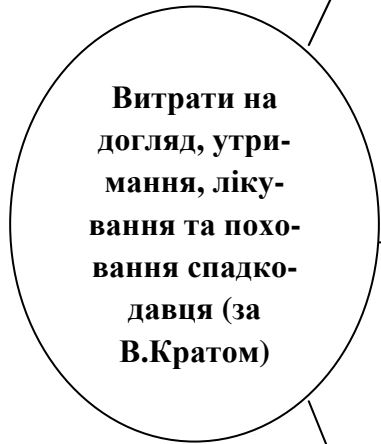 Витрати на
догляд, утри-
мання, ліку-
вання та похо-
вання спадко-
давця (за
В.Кратом)